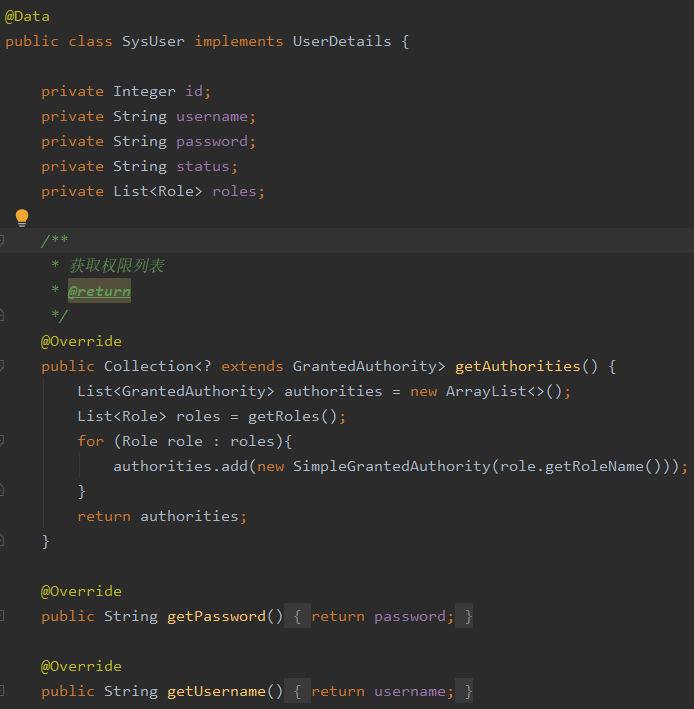 @Data
public class SysUser implements UserDetails {
private Integer id;
private String username;
private String password;
private String status;
private List<Role> roles;
/**
* 获取权限列表
* @return
*/
@Override
public Collection<? extends GrantedAuthority> getAuthorities() {
List<GrantedAuthority> authorities = new ArrayList<>();
List<Role> roles = getRoles();
for (Role role : roles){
authorities.add(new SimpleGrantedAuthority(role.getRoleName()));
}
return authorities;
}
@Override
public String getPassword() { return password; }
@Override
public String getUsername() { return username; }